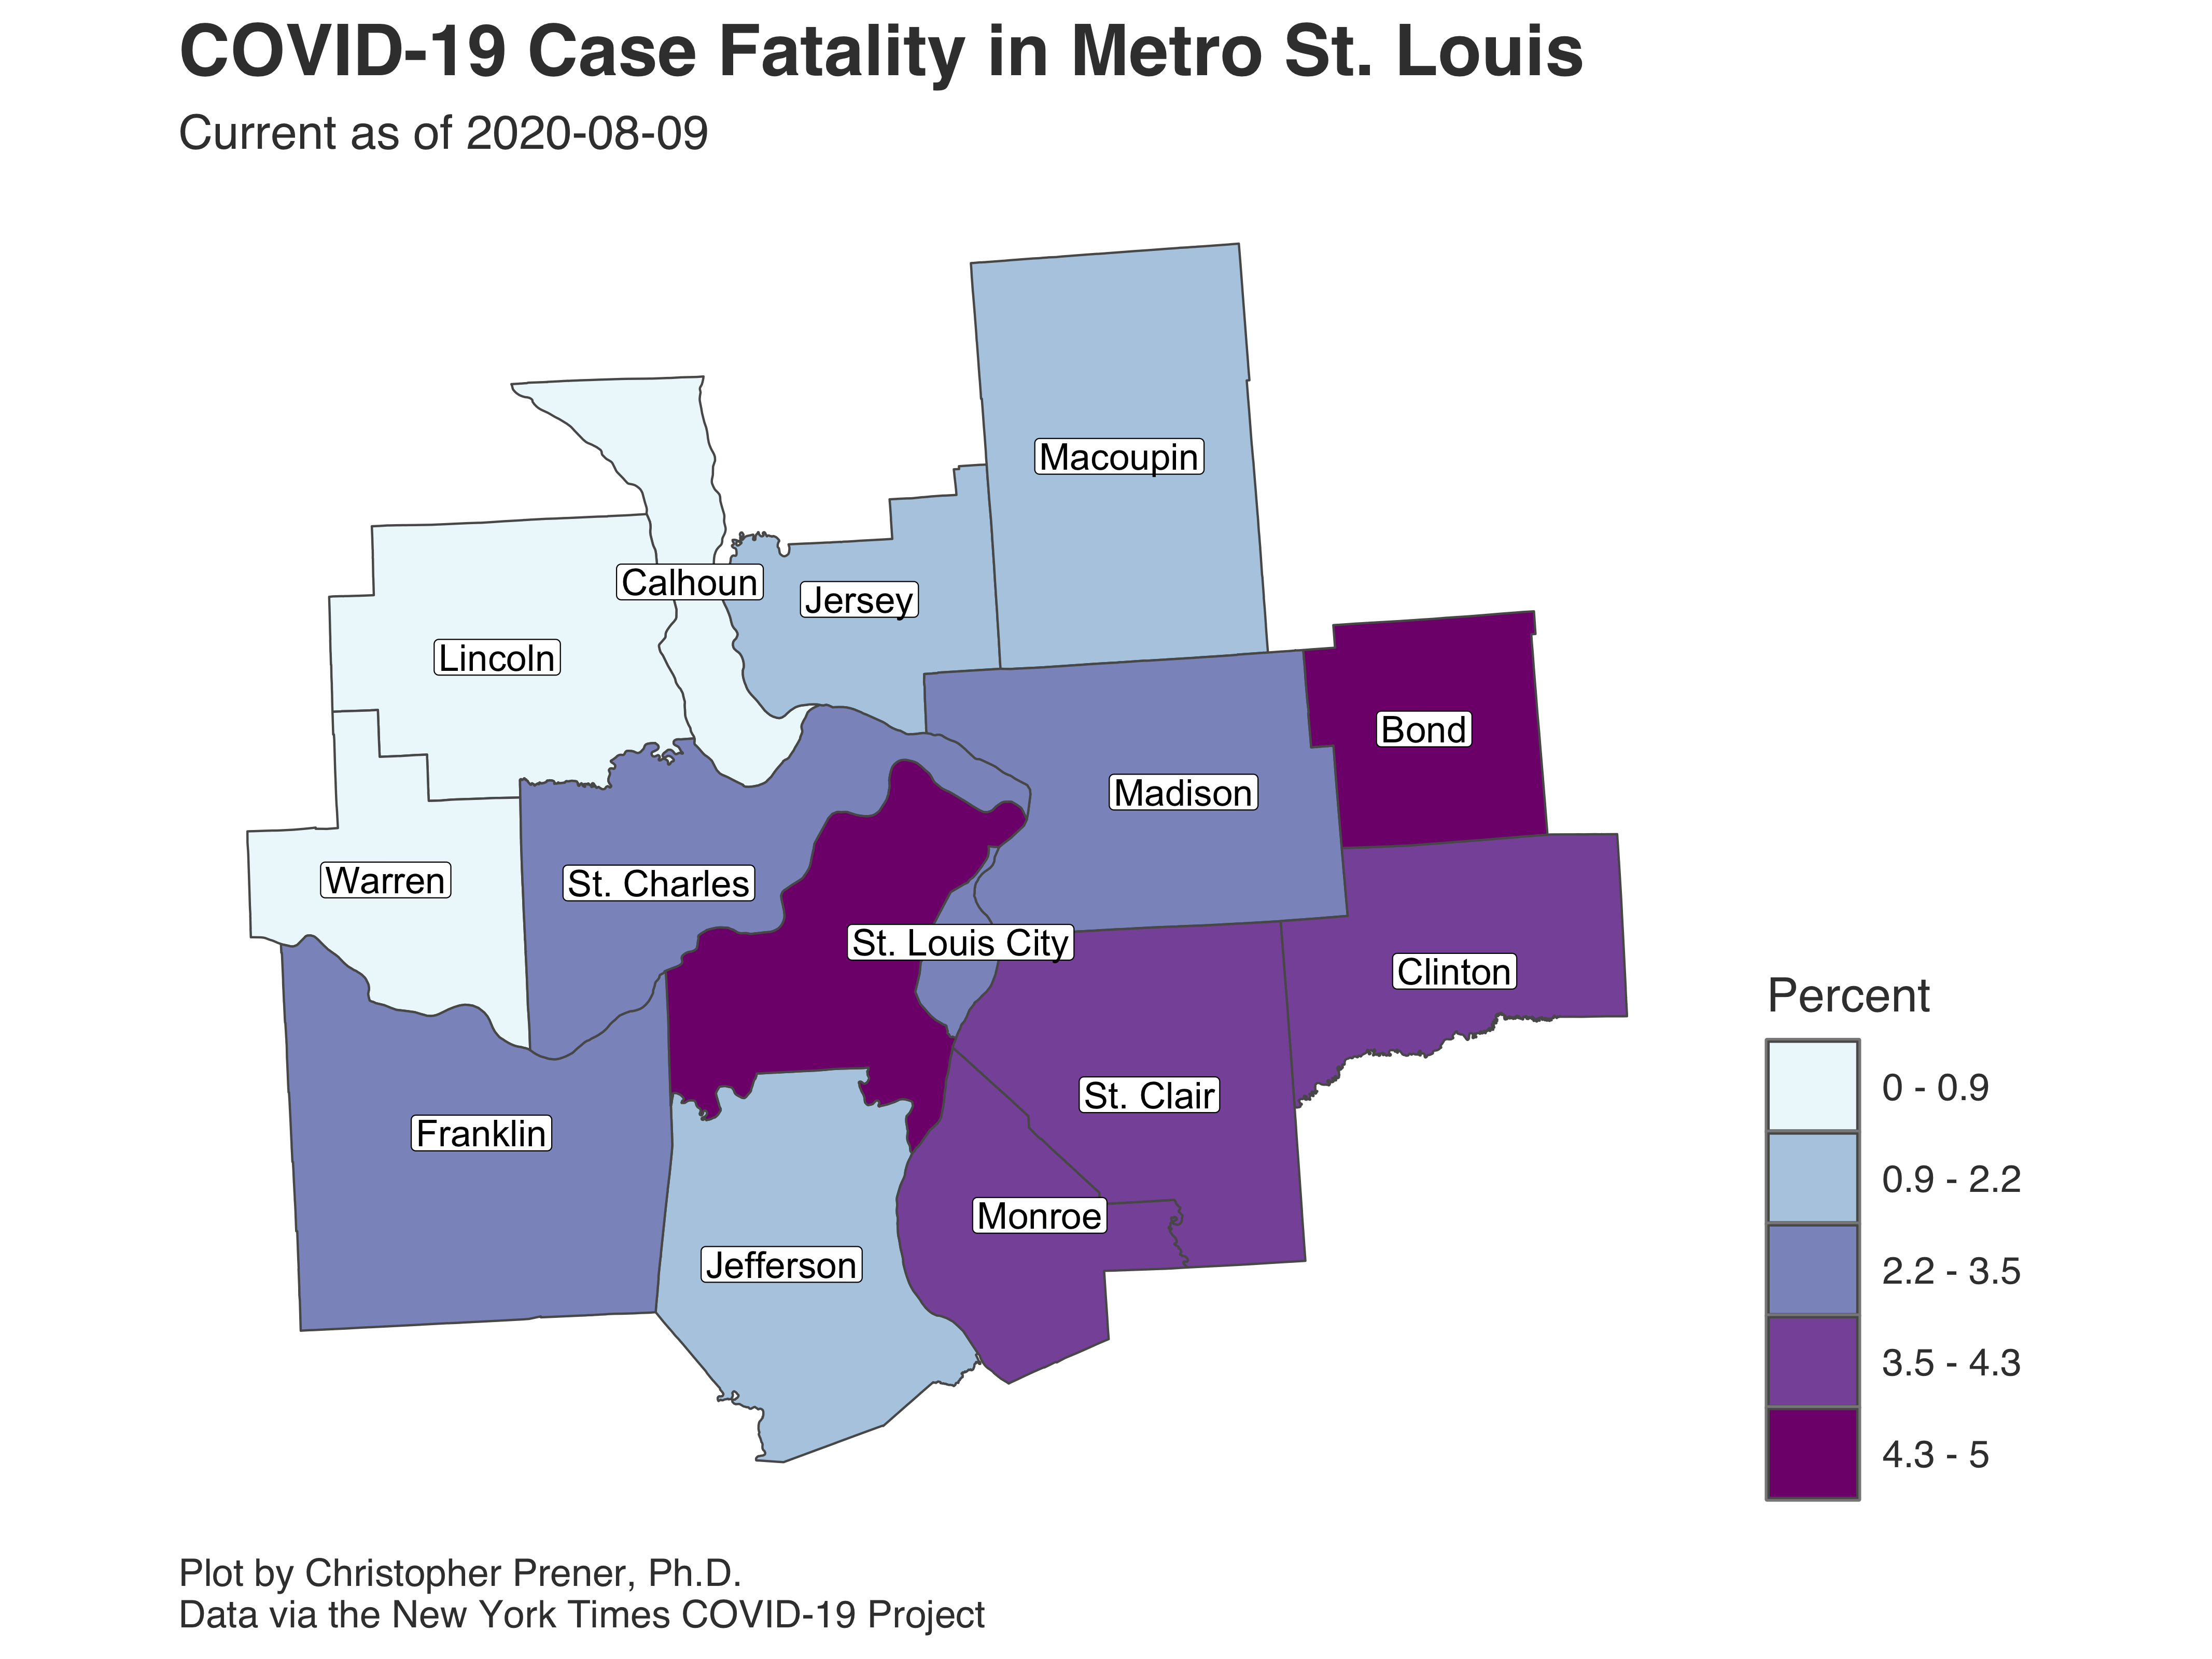 COVID-19 Case Fatality in Metro St. Louis
Current as of 2020-08-09
Macoupin
Calhoun
Jersey
Lincoln
Bond
Madison
Warren
St. Charles
St. Louis City
Clinton
St. Clair
Franklin
Monroe
Jefferson
Percent
0 - 0.9
0.9 - 2.2
2.2 - 3.5
3.5 - 4.3
4.3 - 5
Plot by Christopher Prener, Ph.D.
Data via the New York Times COVID-19 Project